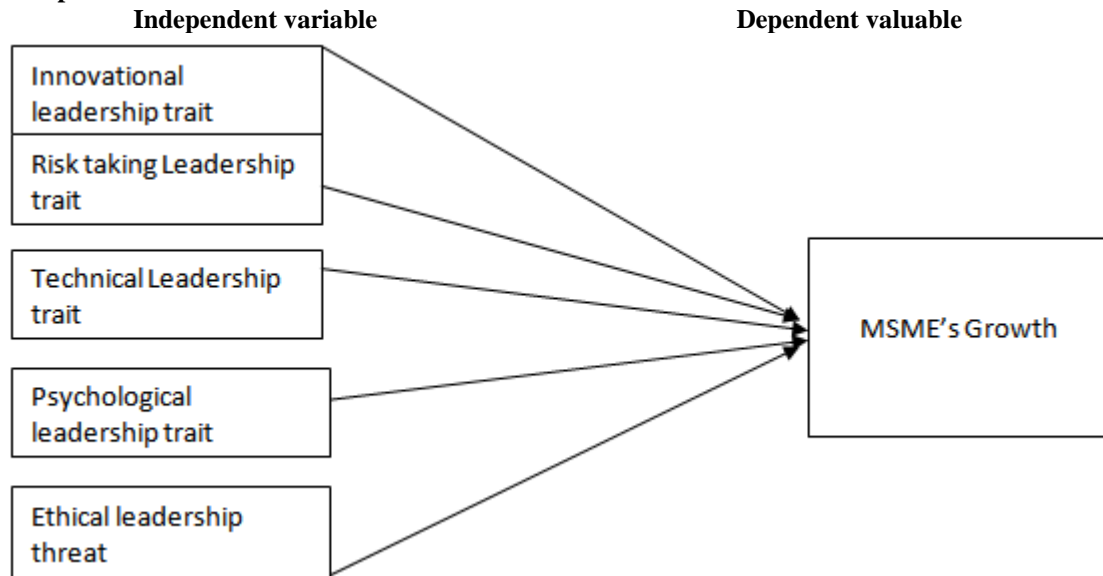 Independent variable
Dependent valuable
Innovational
leadership trait
Risk taking Leadership
trait
Technical Leadership
trait
MSME's Growth
Psychological
leadership trait
Ethical leadership
threat